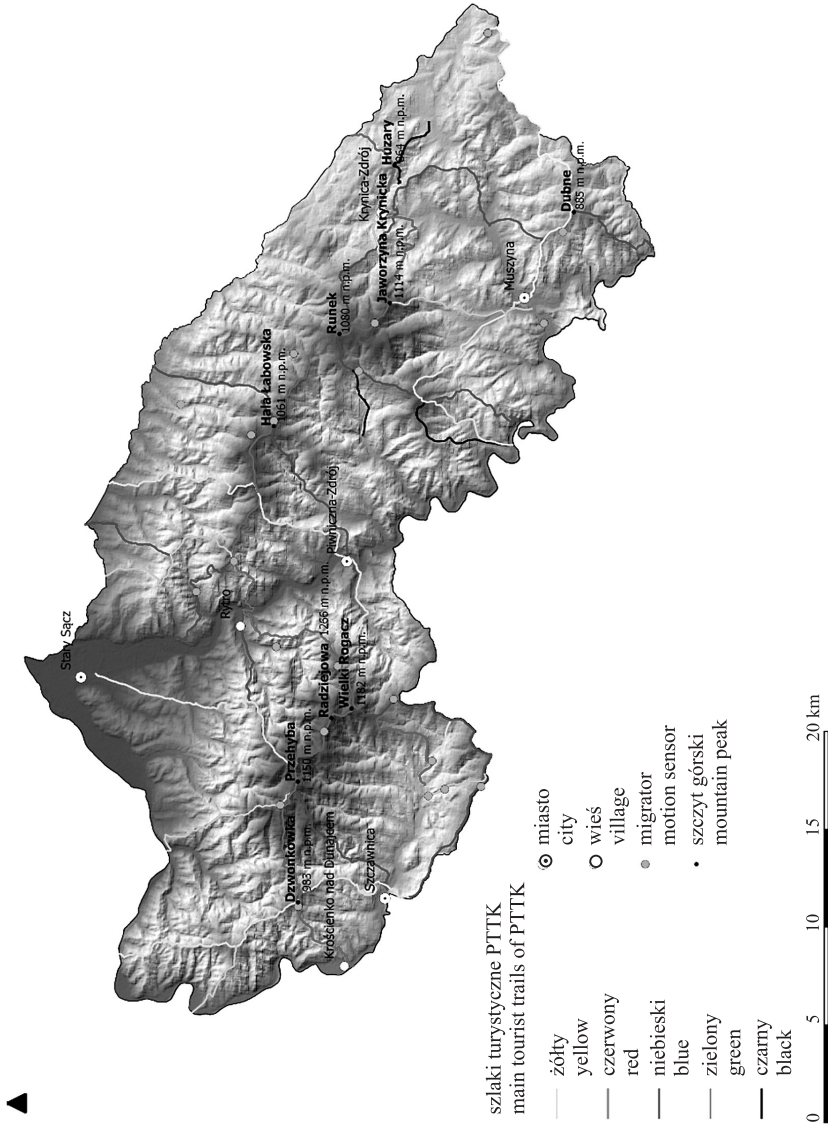 Stary Sącz
Rytro
Piwniczna-Zdrój
Hala Łabowska
1061 m n.p.m.
Runek
1080 m n.p.m.
Krynica-Zdrój
Jaworzyna Krynicka
1114 m n.p.m.
Huzary
864 m n.p.m.
Muszyna
Dubne
885 m n.p.m.
Radziejowa 1266 m n.p.m.
Wielki Rogacz
1182 m n.p.m.
Przehyba
1150 m n.p.m.
Dzwonkówka
983 m n.p.m.
Krościenko nad Dunajcem
Szczawnica
szlaki turystyczne PTTK
main tourist trails of PTTK
żółty
yellow
czerwony
red
niebieski
blue
zielony
green
czarny
black
miasto
city
wieś
village
migrator
motion sensor
szczyt górski
mountain peak
0 5 10 15 20 km